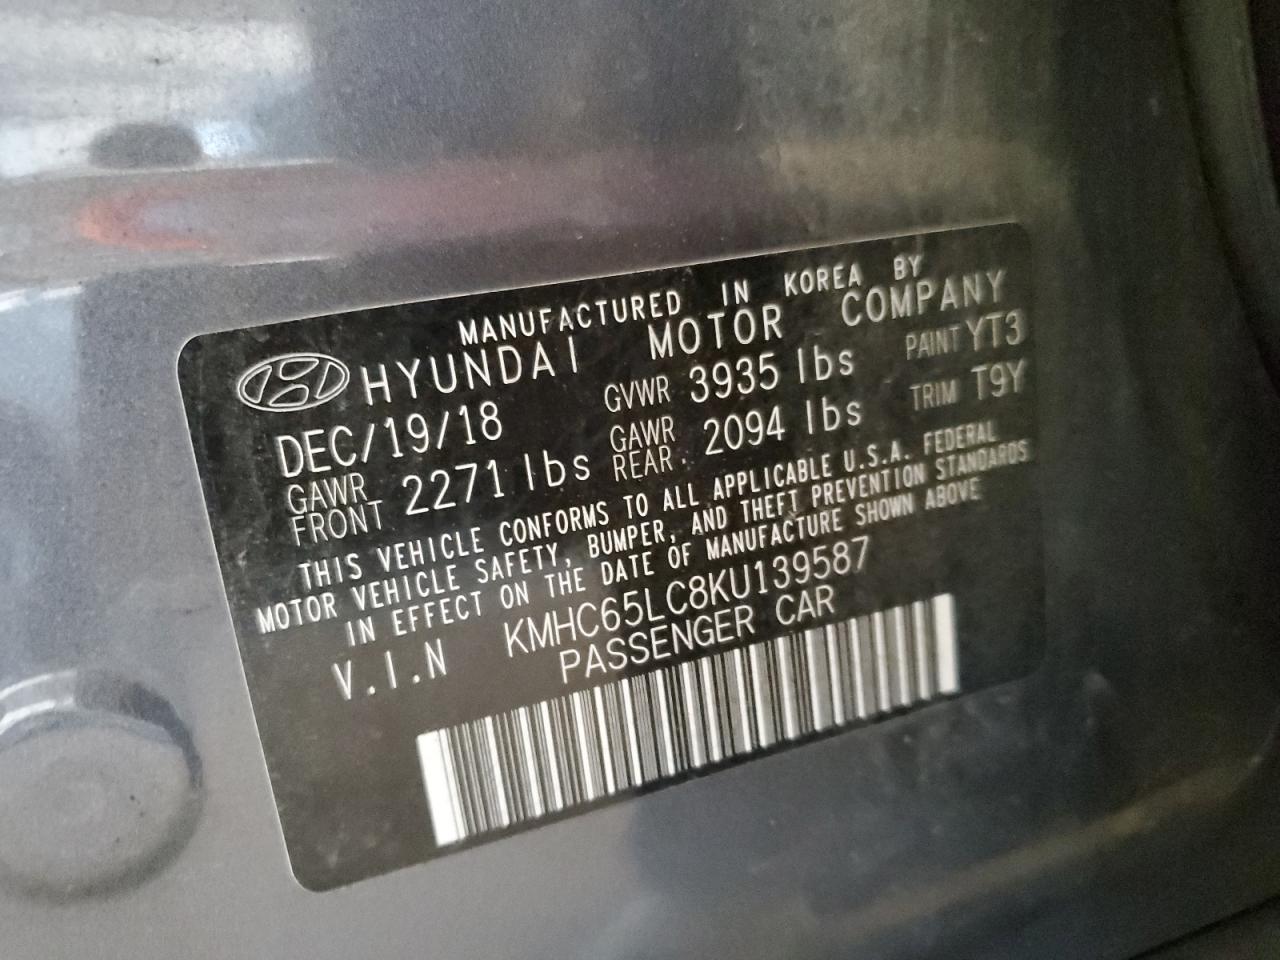 MANUFACTURED IN KOREA BY
HYUNDAI MOTOR COMPANY
DEC/19/18 GVWR 3935 lbs PAINT YT3
GAWR FRONT 2271 lbs GAWR REAR. 2094 lbs TRIM T9Y
THIS VEHICLE CONFORMS TO ALL APPLICABLE U.S.A. FEDERAL
MOTOR VEHICLE SAFETY, BUMPER, AND THEFT PREVENTION STANDARDS
IN EFFECT ON THE DATE OF MANUFACTURE SHOWN ABOVE
V.I.N KMHC65LC8KU139587
PASSENGER CAR